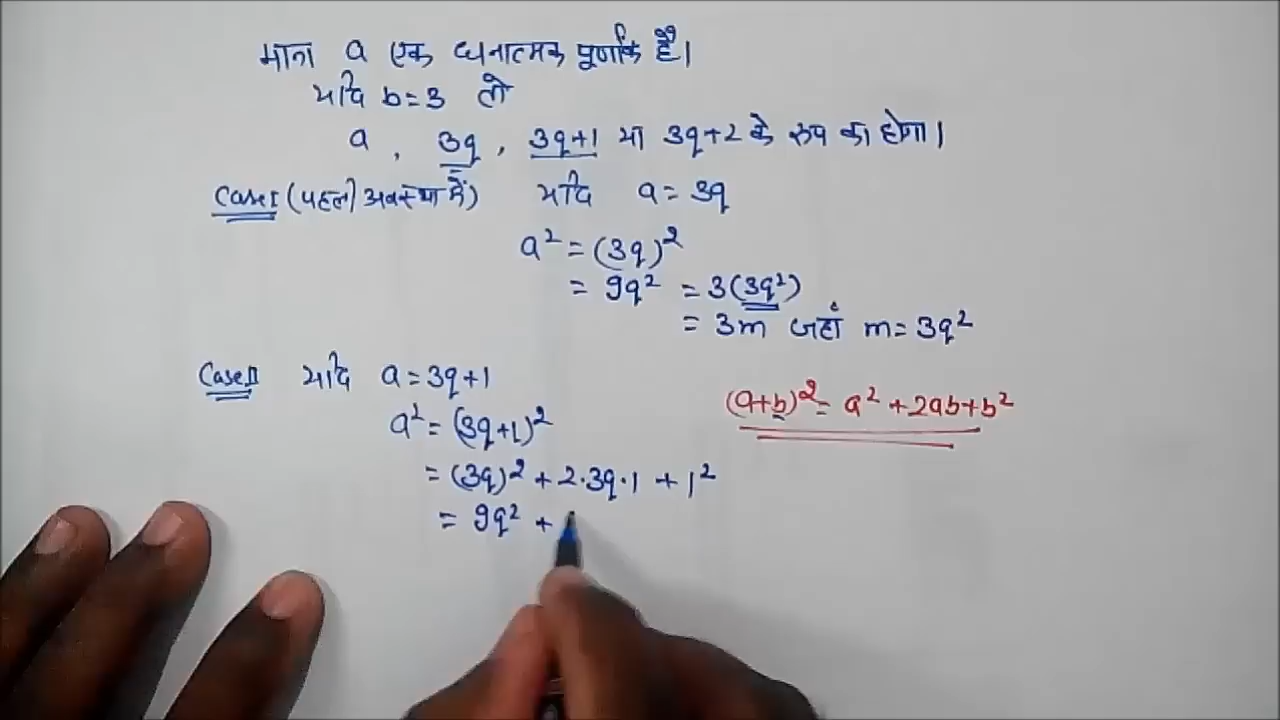 माना a एक धनात्मक पूर्णांक है।
यदि b=3 तो
a , 3q , 3q+1 या 3q+2 के रूप का होगा।
Case I (पहली अवस्था में) यदि a = 3q
a² = (3q)²
= 9q² = 3(3q²)
= 3m जहां m = 3q²
Case II यदि a = 3q+1
(a+b)² = a² + 2ab + b²
a² = (3q+1)²
= (3q)² + 2·3q·1 + 1²
= 9q² +